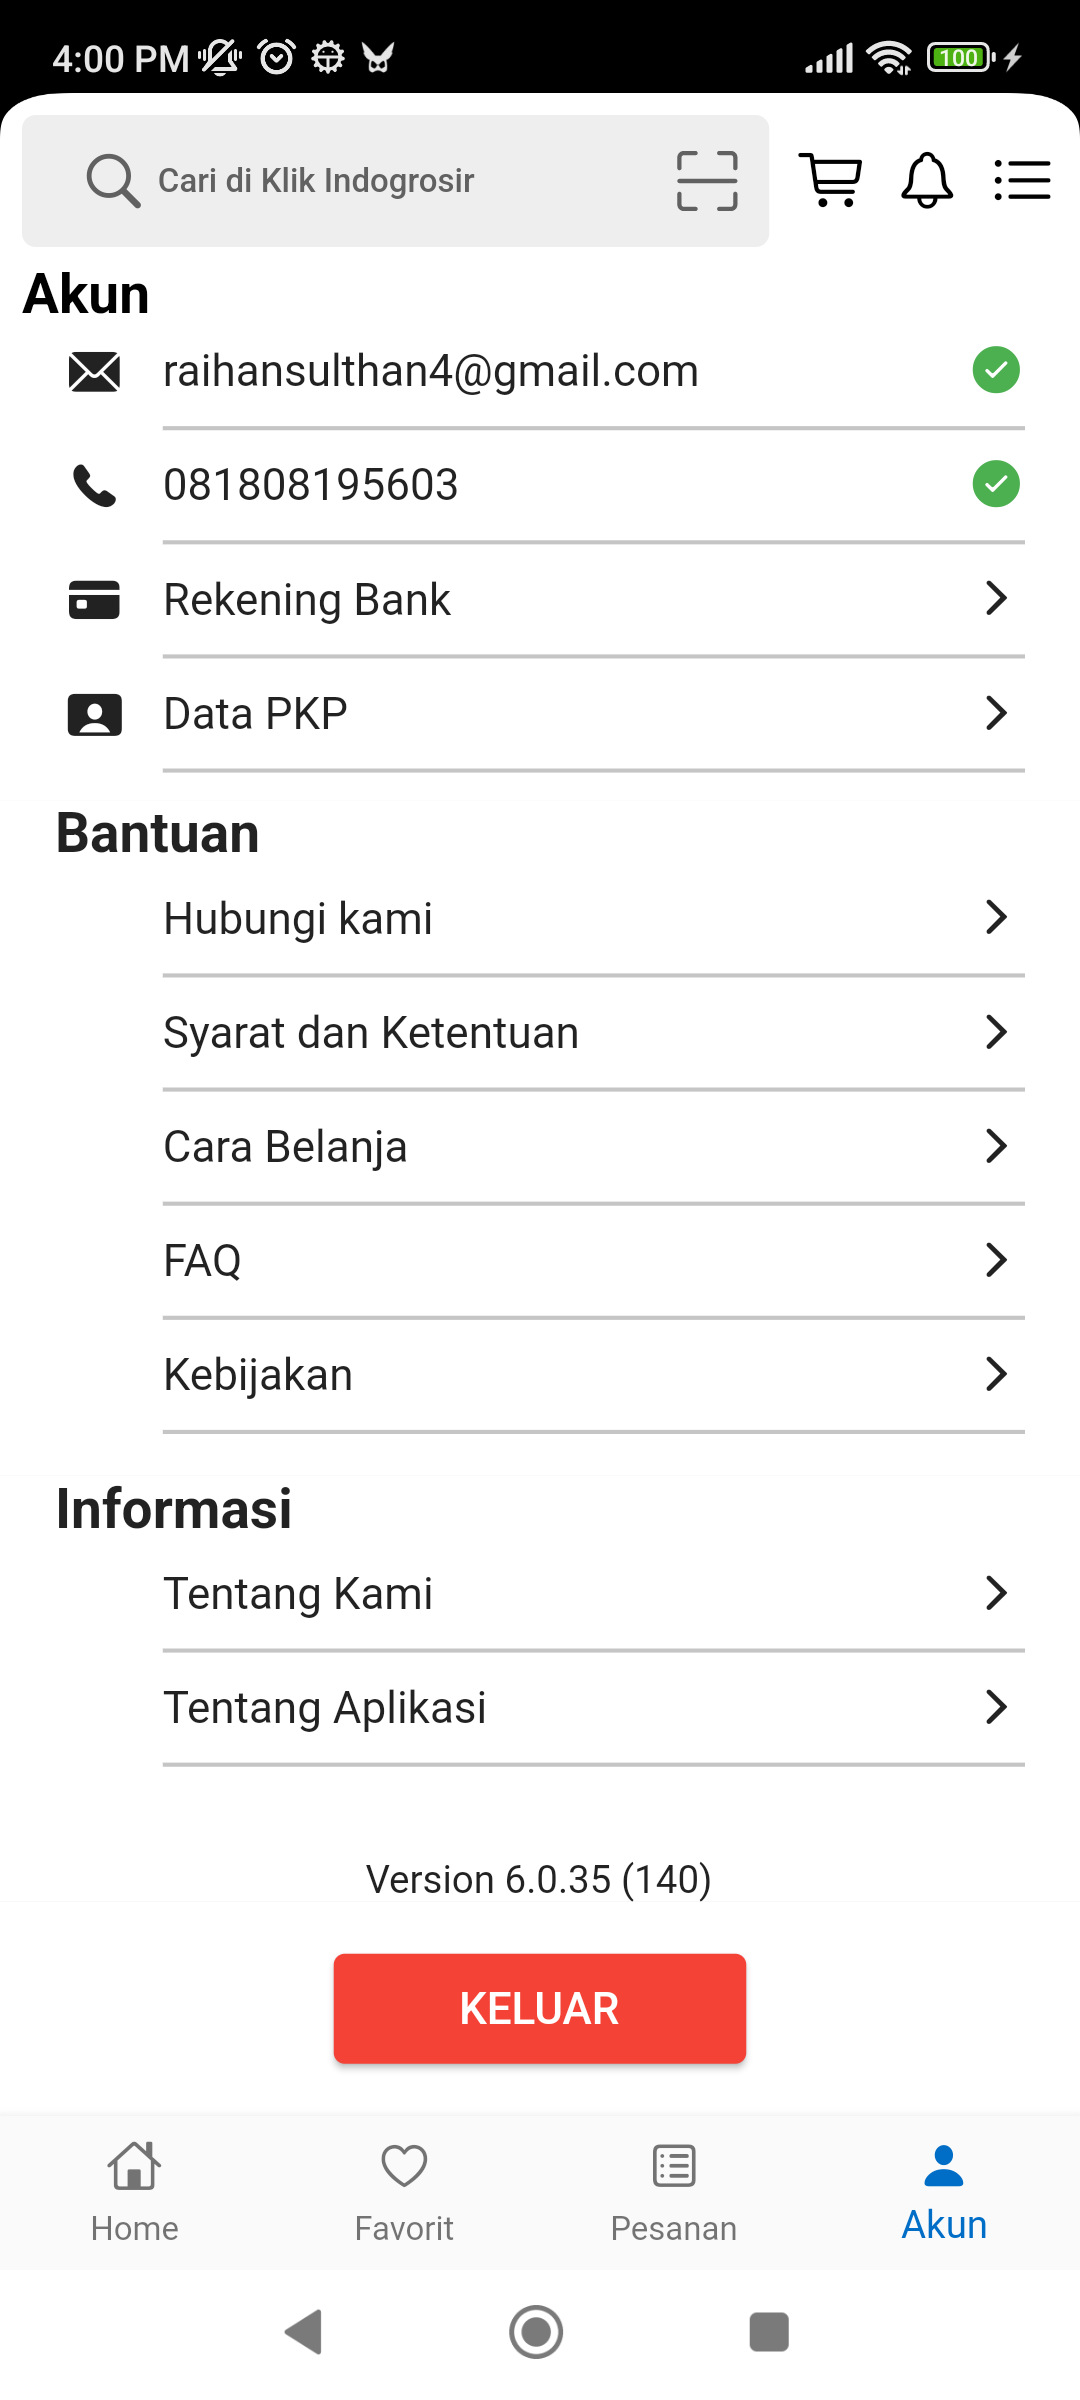 4:00 PM
100
Cari di Klik Indogrosir
Akun
raihansulthan4@gmail.com
081808195603
Rekening Bank
Data PKP
Bantuan
Hubungi kami
Syarat dan Ketentuan
Cara Belanja
FAQ
Kebijakan
Informasi
Tentang Kami
Tentang Aplikasi
Version 6.0.35 (140)
KELUAR
Home
Favorit
Pesanan
Akun